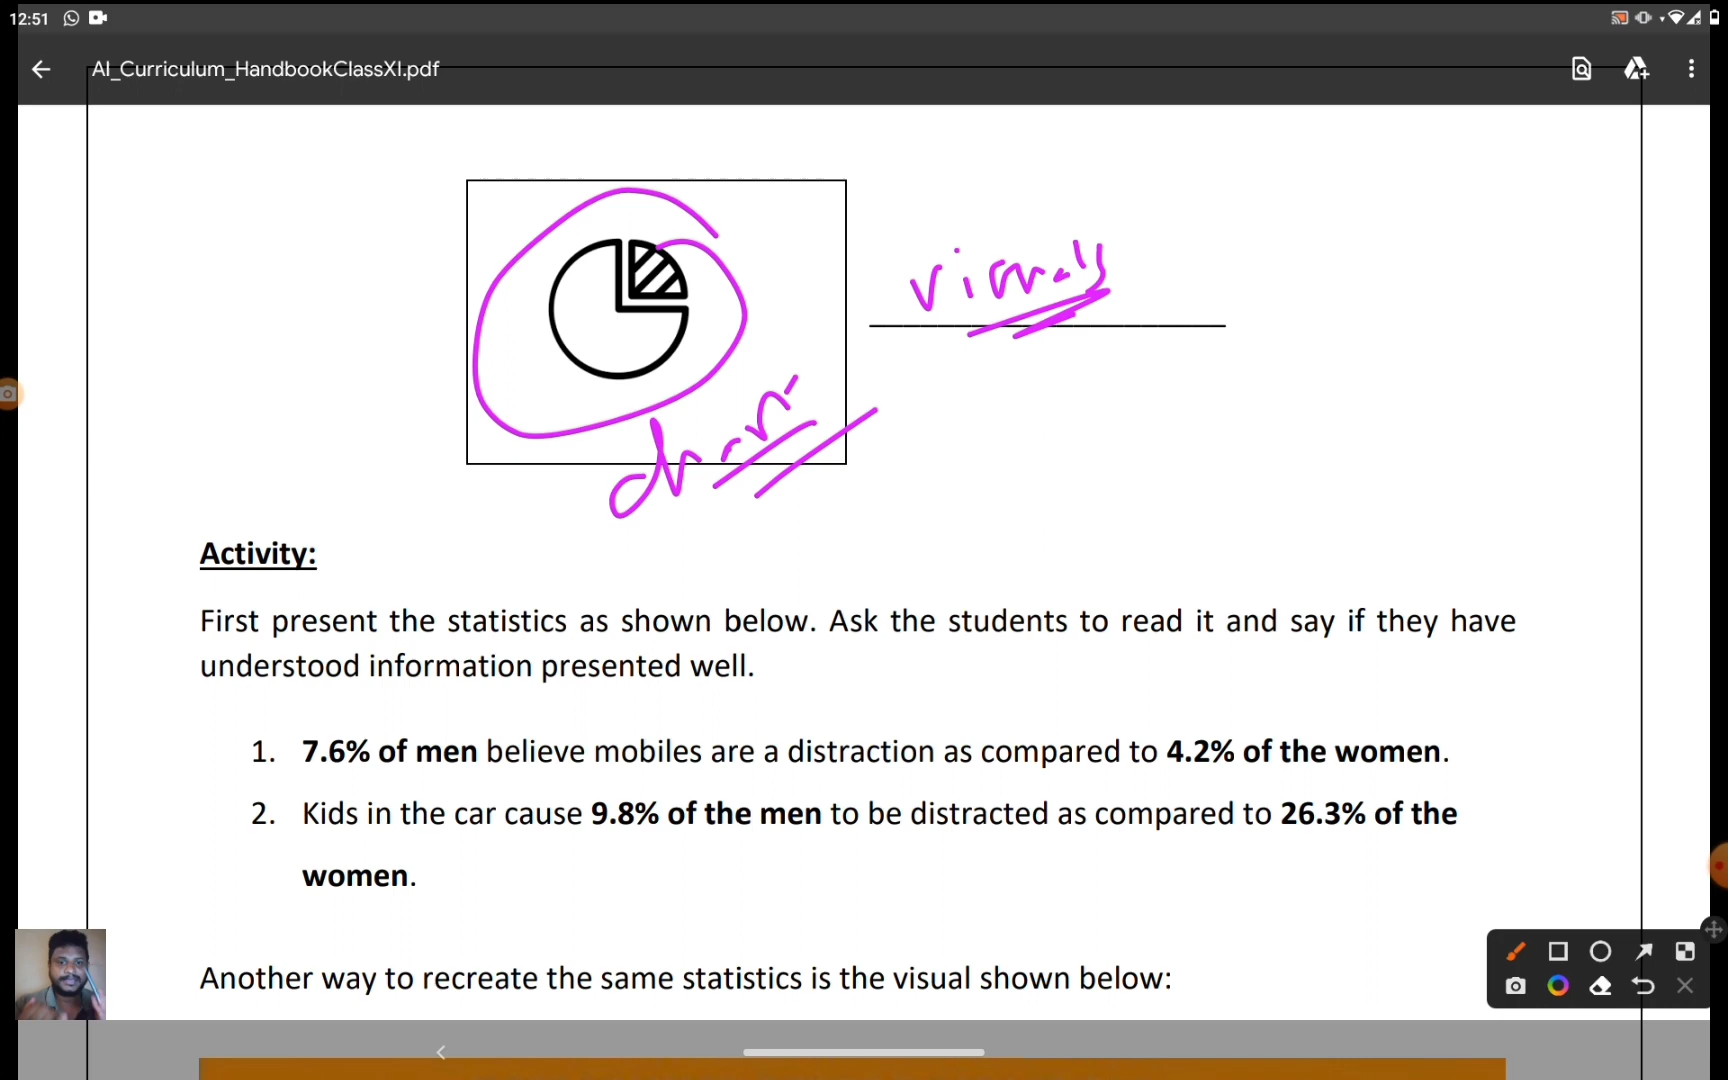 12:51
AI_Curriculum_HandbookClassXI.pdf
visuals
Activity:
First present the statistics as shown below. Ask the students to read it and say if they have
understood information presented well.
1. 7.6% of men believe mobiles are a distraction as compared to 4.2% of the women.
2. Kids in the car cause 9.8% of the men to be distracted as compared to 26.3% of the
women.
Another way to recreate the same statistics is the visual shown below: